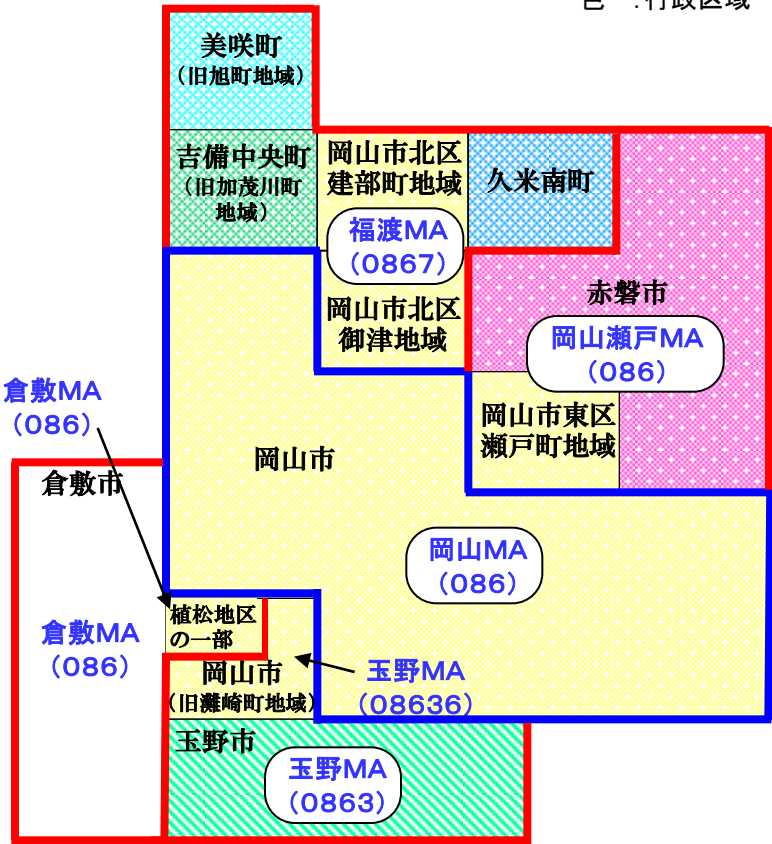 色　：行政区域
美咲町
（旧旭町地域）
吉備中央町
（旧加茂川町
地域）
岡山市北区
建部町地域
久米南町
福渡MA
（0867）
岡山市北区
御津地域
赤磐市
岡山瀬戸MA
（086）
倉敷MA
（086）
岡山市東区
瀬戸町地域
岡山市
倉敷市
岡山MA
（086）
植松地区
の一部
倉敷MA
（086）
岡山市
（旧灘崎町地域）
玉野MA
（08636）
玉野市
玉野MA
（0863）